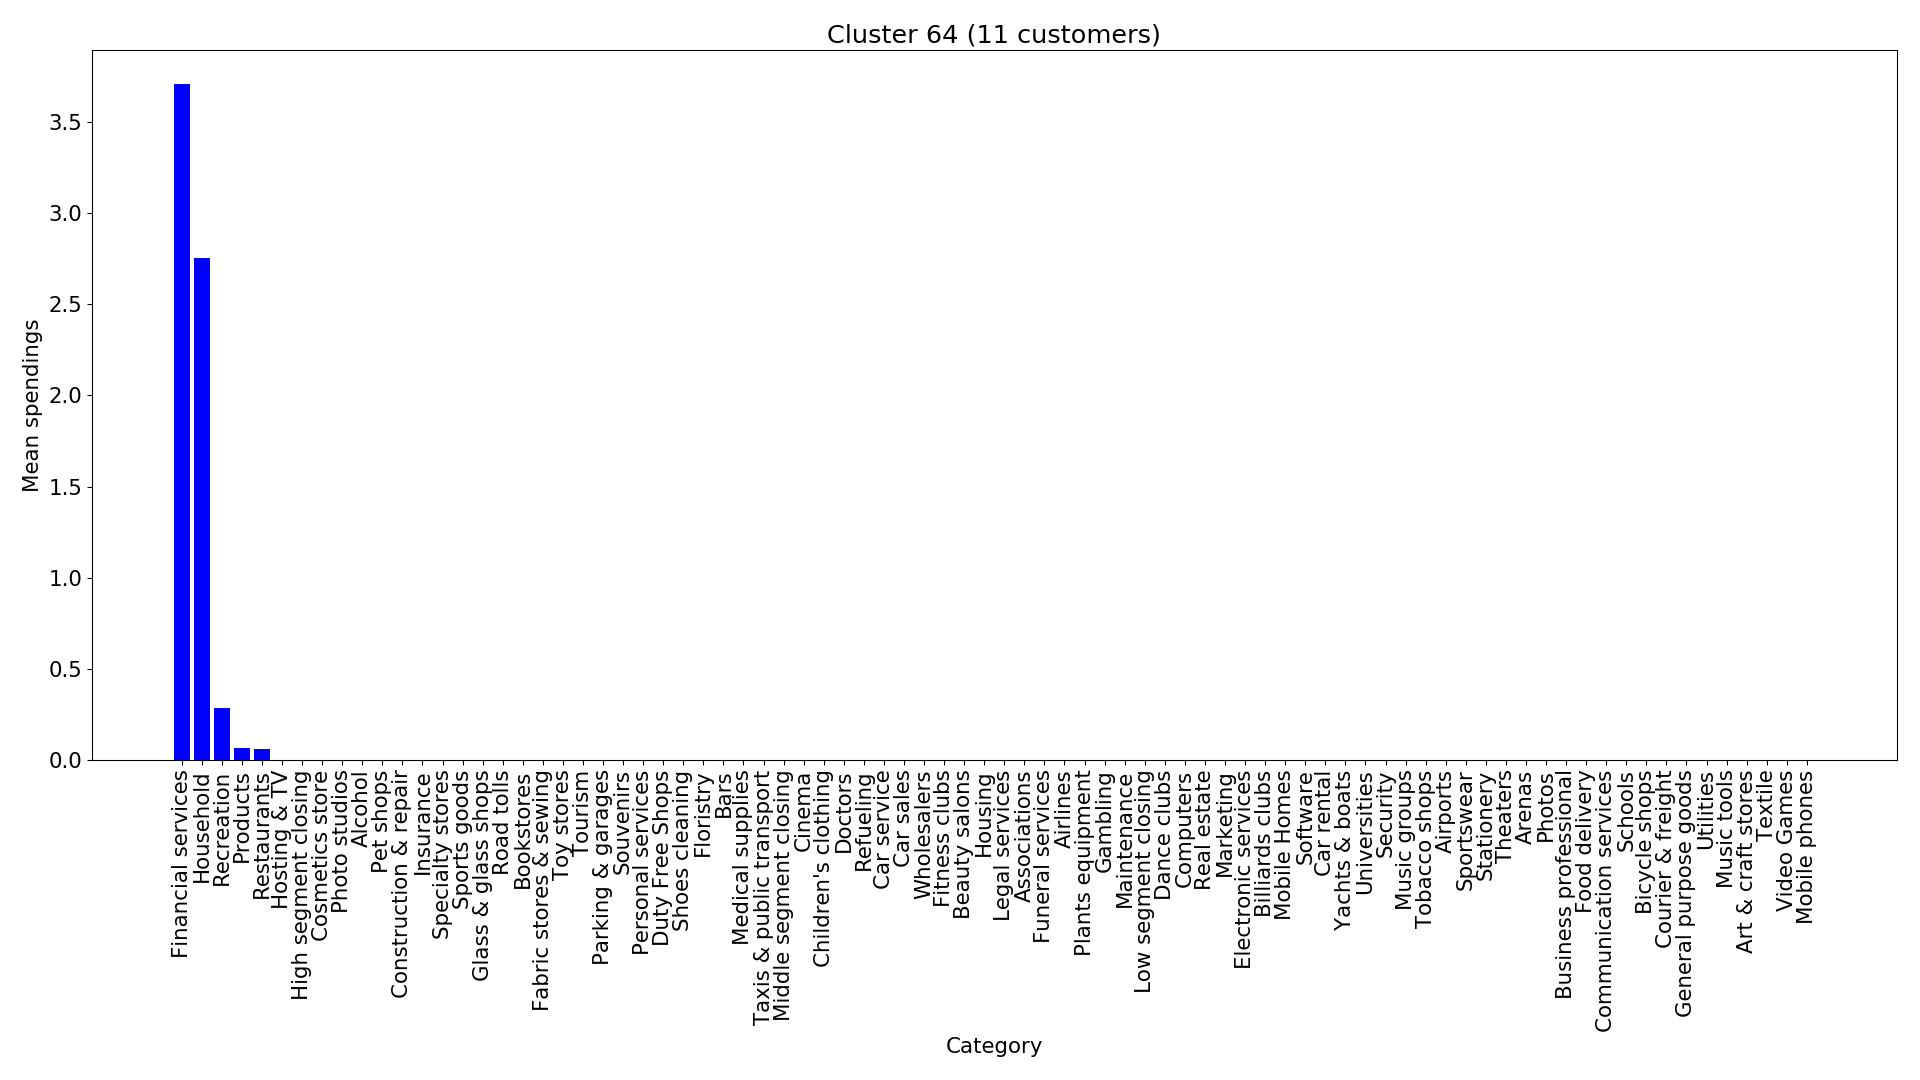 Cluster 64 (11 customers)
Mean spendings
3.5
3.0
2.5
2.0
1.5
1.0
0.5
0.0
Financial services
Household
Recreation
Products
Restaurants
Hosting & TV
High segment closing
Cosmetics store
Photo studios
Alcohol
Pet shops
Construction & repair
Insurance
Specialty stores
Sports goods
Glass & glass shops
Road tolls
Bookstores
Fabric stores & sewing
Toy stores
Tourism
Parking & garages
Souvenirs
Personal services
Duty Free Shops
Shoes cleaning
Floristry
Bars
Medical supplies
Taxis & public transport
Middle segment closing
Cinema
Children's clothing
Doctors
Refueling
Car service
Car sales
Wholesalers
Fitness clubs
Beauty salons
Housing
Legal services
Associations
Funeral services
Airlines
Plants equipment
Gambling
Maintenance
Low segment closing
Dance clubs
Computers
Real estate
Marketing
Electronic services
Billiards clubs
Mobile Homes
Software
Car rental
Yachts & boats
Universities
Security
Music groups
Tobacco shops
Airports
Sportswear
Stationery
Theaters
Arenas
Photos
Business professional
Food delivery
Communication services
Schools
Bicycle shops
Courier & freight
General purpose goods
Utilities
Music tools
Art & craft stores
Textile
Video Games
Mobile phones
Category